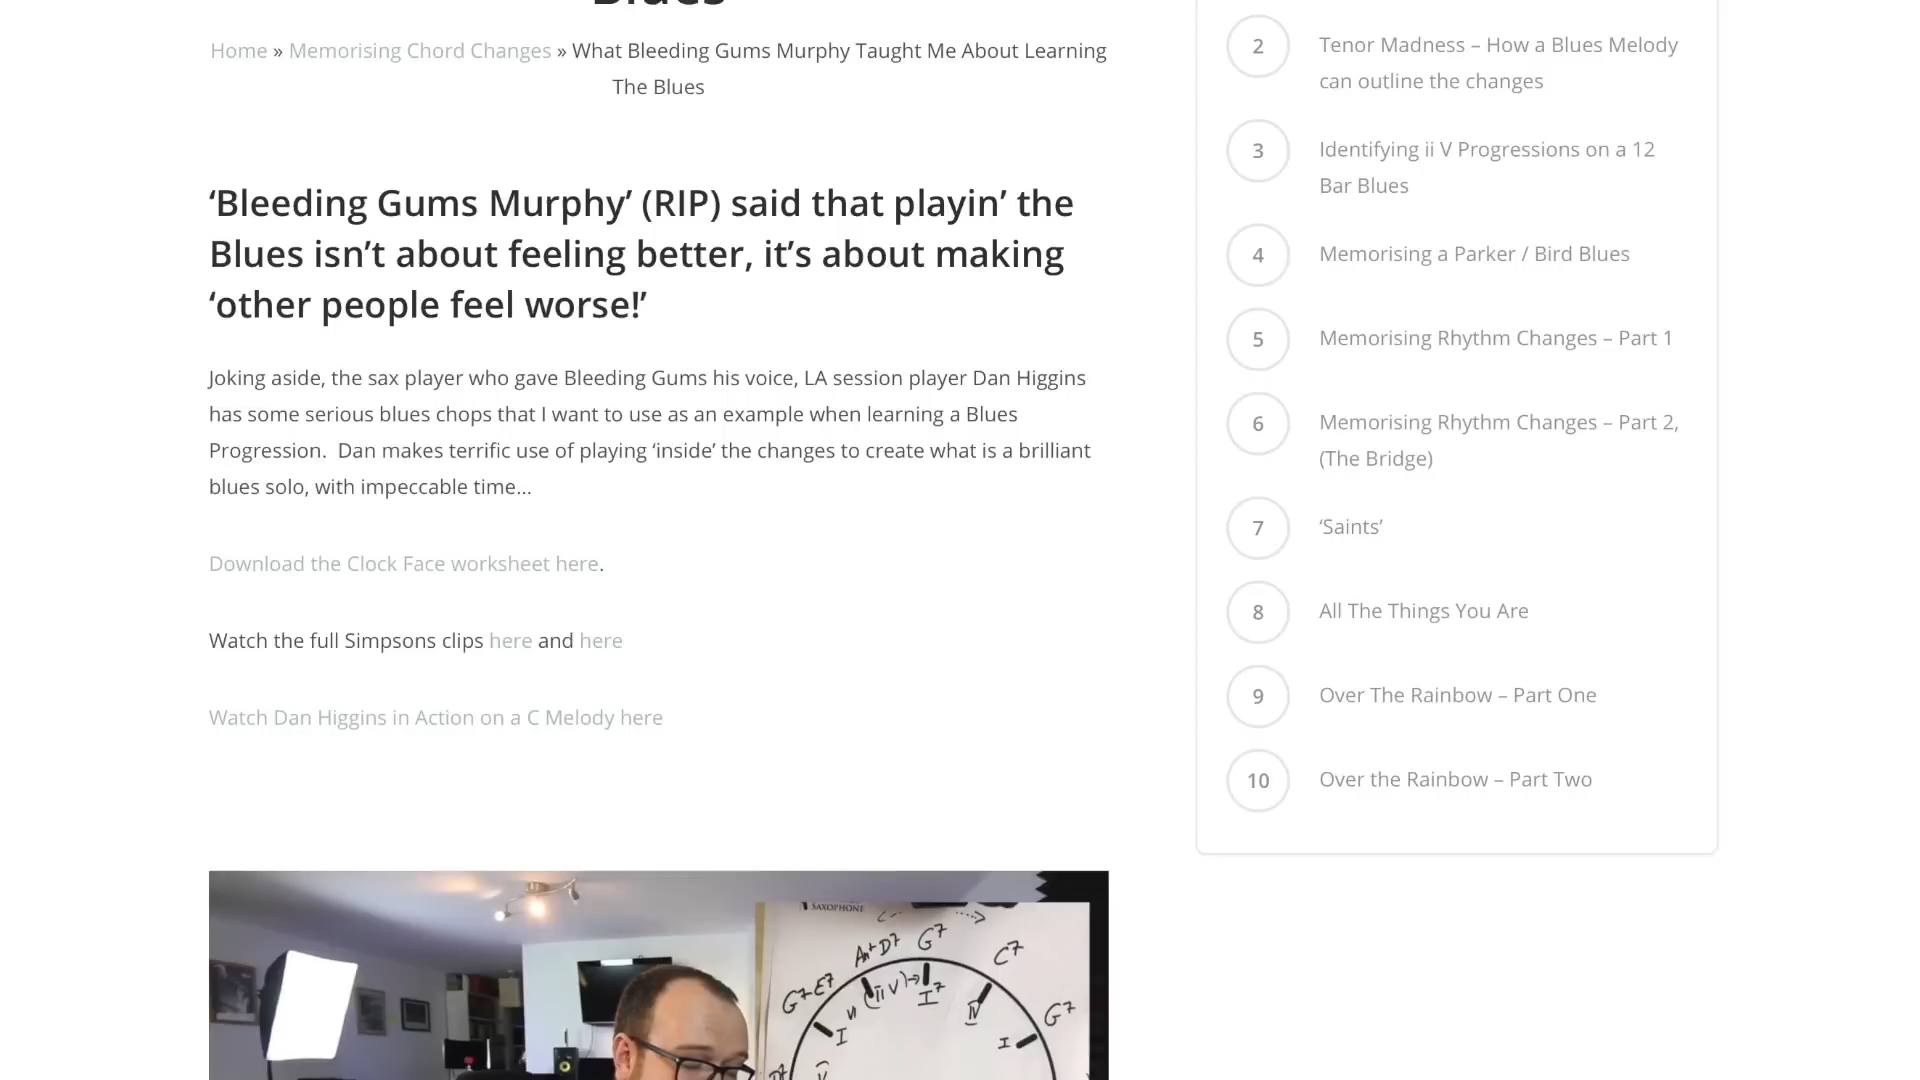 Home » Memorising Chord Changes » What Bleeding Gums Murphy Taught Me About Learning
The Blues
‘Bleeding Gums Murphy’ (RIP) said that playin’ the
Blues isn’t about feeling better, it’s about making
‘other people feel worse!’
Joking aside, the sax player who gave Bleeding Gums his voice, LA session player Dan Higgins
has some serious blues chops that I want to use as an example when learning a Blues
Progression.  Dan makes terrific use of playing ‘inside’ the changes to create what is a brilliant
blues solo, with impeccable time…
Download the Clock Face worksheet here.
Watch the full Simpsons clips here and here
Watch Dan Higgins in Action on a C Melody here
SAXOPHONE
G7 E7
D7 G7
C7
G7
VI (ii V)
I7
IV
I
I
2 Tenor Madness – How a Blues Melody
can outline the changes
3 Identifying ii V Progressions on a 12
Bar Blues
4 Memorising a Parker / Bird Blues
5 Memorising Rhythm Changes – Part 1
6 Memorising Rhythm Changes – Part 2,
(The Bridge)
7 ‘Saints’
8 All The Things You Are
9 Over The Rainbow – Part One
10 Over the Rainbow – Part Two